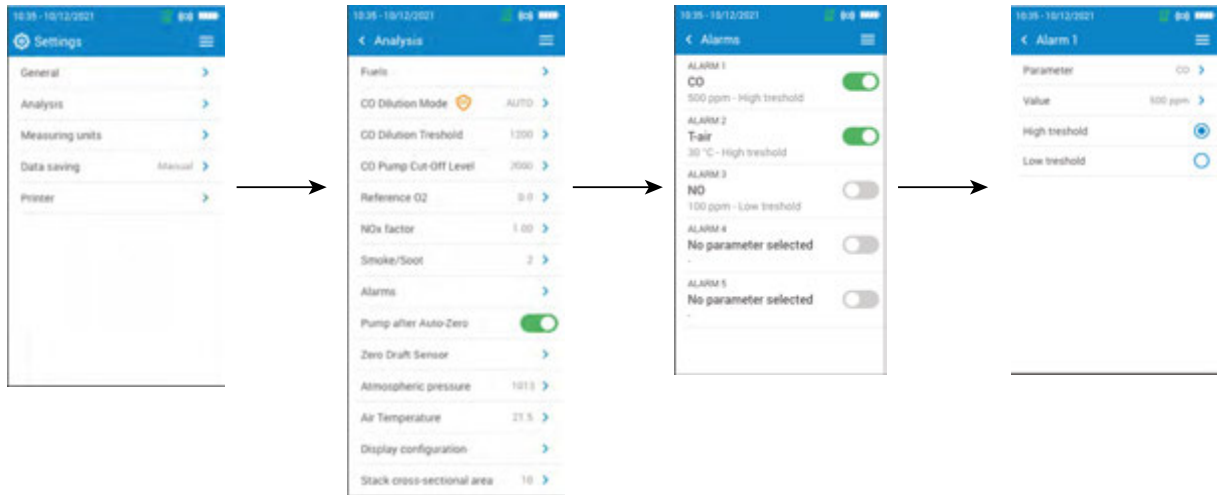 10:35 - 10/12/2021
Settings
General
Analysis
Measuring units
Data saving Manual
Printer
10:35 - 10/12/2021
Analysis
Fuels
CO Dilution Mode AUTO
CO Dilution Treshold 1200
CO Pump Cut-Off Level 2000
Reference O2 0.0
NOx factor 1.00
Smoke/Soot 2
Alarms
Pump after Auto-Zero
Zero Draft Sensor
Atmospheric pressure 1013
Air Temperature 21.5
Display configuration
Stack cross-sectional area 10
10:35 - 10/12/2021
Alarms
ALARM 1
CO
500 ppm - High treshold
ALARM 2
T-air
30 °C - High treshold
ALARM 3
NO
100 ppm - Low treshold
ALARM 4
No parameter selected
-
ALARM 5
No parameter selected
-
10:35 - 10/12/2021
Alarm 1
Parameter CO
Value 500 ppm
High treshold
Low treshold